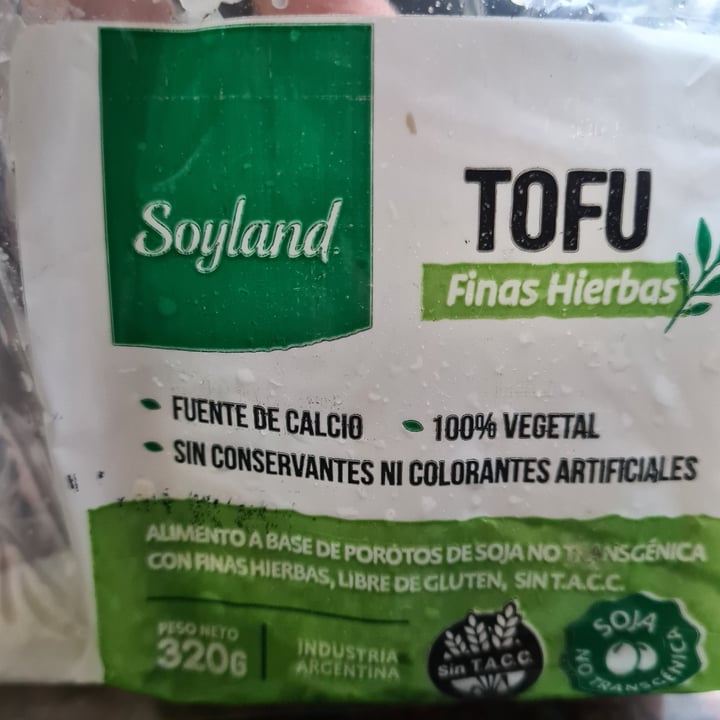 Soyland
TOFU
Finas Hierbas
FUENTE DE CALCIO
100% VEGETAL
SIN CONSERVANTES NI COLORANTES ARTIFICIALES
ALIMENTO A BASE DE POROTOS DE SOJA NO TRANSGÉNICA
CON FINAS HIERBAS, LIBRE DE GLUTEN, SIN T.A.C.C.
PESO NETO
320G
INDUSTRIA
ARGENTINA
Sin T.A.C.C.
SOJA
NO TRANSGÉNICA